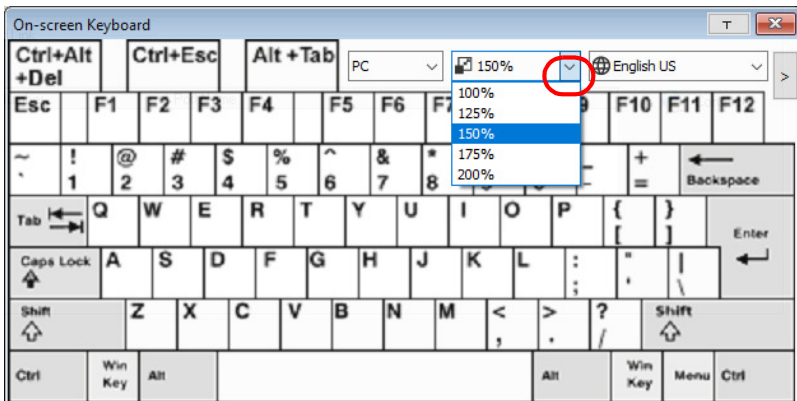 On-screen Keyboard T
Ctrl+Alt +Del Ctrl+Esc Alt +Tab PC 150% English US >
100%
125%
150%
175%
200%
Esc F1 F2 F3 F4 F5 F6 F7 9 F10 F11 F12
~ ` ! 1 @ 2 # 3 $ 4 % 5 ^ 6 & 7 * 8 _ - + = Backspace
Tab Q W E R T Y U I O P { [ } ] Enter
Caps Lock A S D F G H J K L : ; " ' | \
Shift Z X C V B N M < , > . ? / Shift
Ctrl Win Key Alt Alt Win Key Menu Ctrl